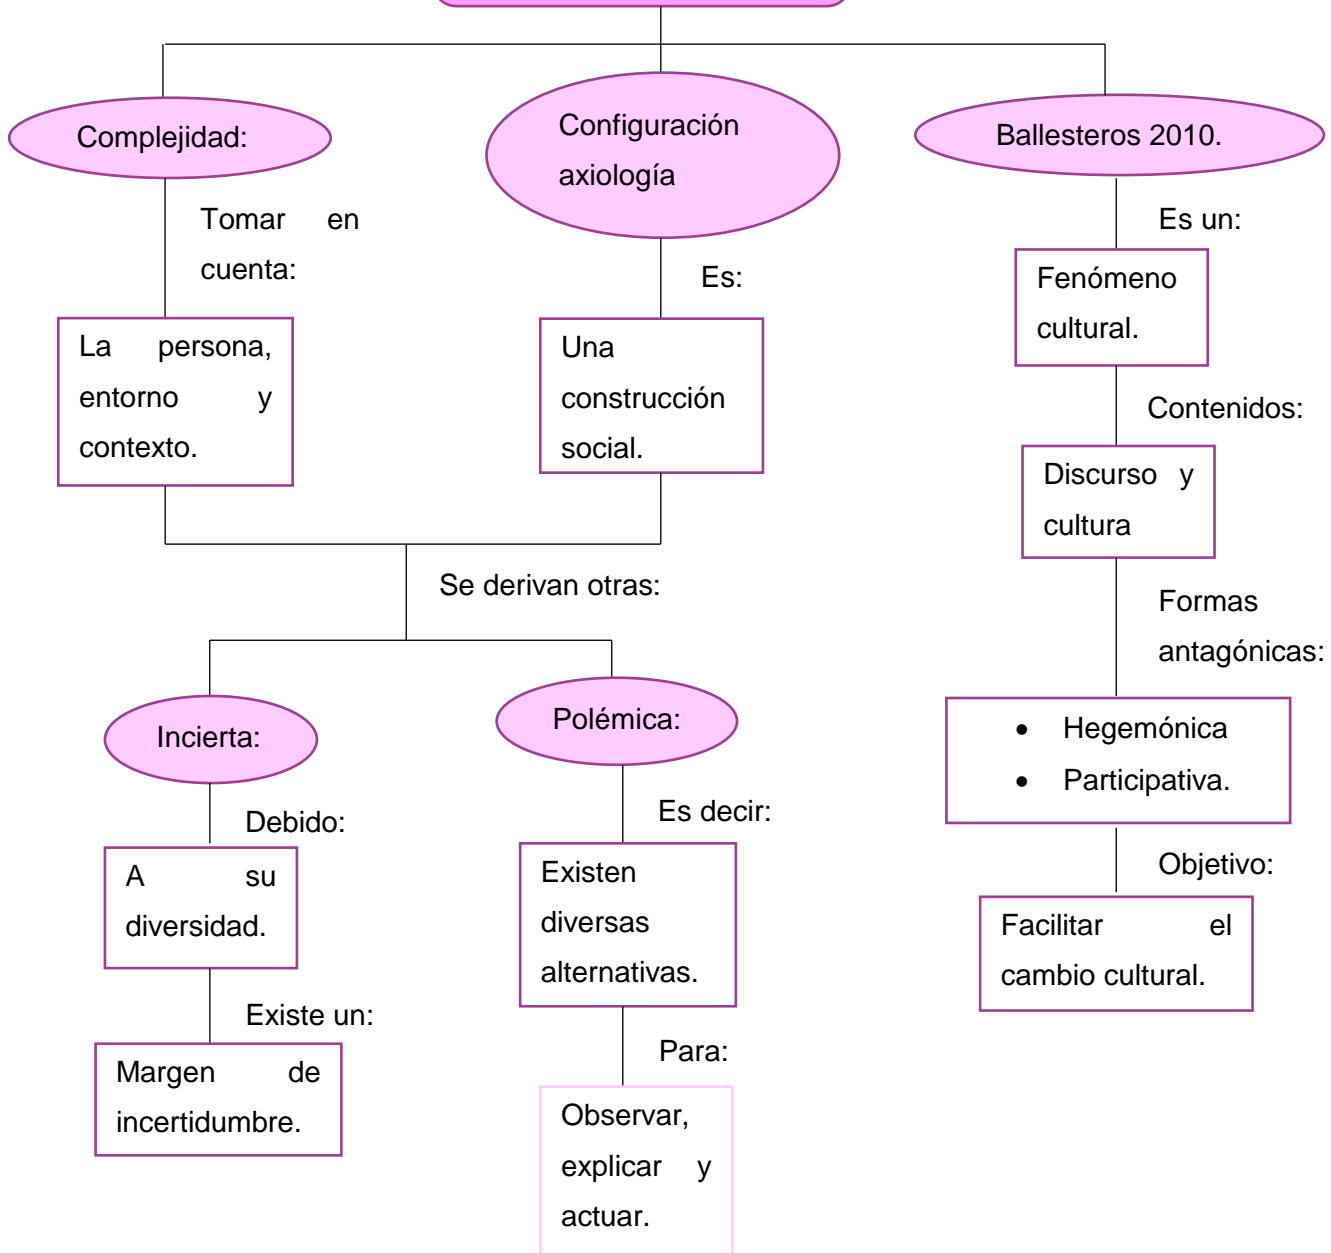 Complejidad:
Tomar en
cuenta:
La persona,
entorno y
contexto.
Configuración
axiología
Es:
Una
construcción
social.
Se derivan otras:
Incierta:
Debido:
A su
diversidad.
Existe un:
Margen de
incertidumbre.
Polémica:
Es decir:
Existen
diversas
alternativas.
Para:
Observar,
explicar y
actuar.
Ballesteros 2010.
Es un:
Fenómeno
cultural.
Contenidos:
Discurso y
cultura
Formas
antagónicas:
• Hegemónica
• Participativa.
Objetivo:
Facilitar el
cambio cultural.